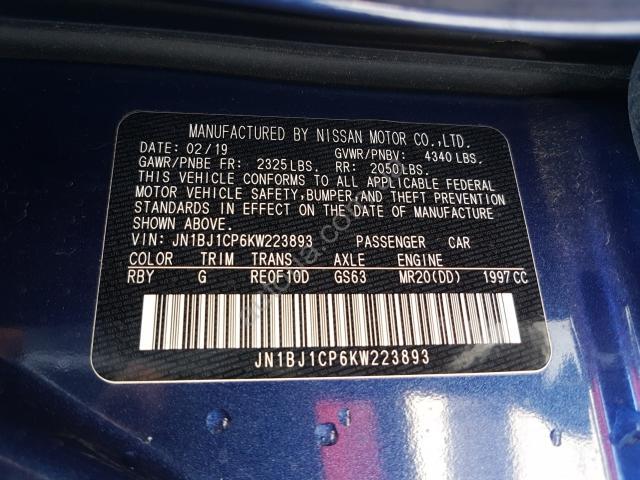 MANUFACTURED BY NISSAN MOTOR CO.,LTD.
DATE: 02/19 GVWR/PNBV: 4340 LBS.
GAWR/PNBE FR: 2325 LBS. RR: 2050 LBS.
THIS VEHICLE CONFORMS TO ALL APPLICABLE FEDERAL
MOTOR VEHICLE SAFETY, BUMPER, AND THEFT PREVENTION
STANDARDS IN EFFECT ON THE DATE OF MANUFACTURE
SHOWN ABOVE.
VIN: JN1BJ1CP6KW223893 PASSENGER CAR
COLOR TRIM TRANS AXLE ENGINE
RBY G RE0F10D GS63 MR20(DD) 1997CC
JN1BJ1CP6KW223893